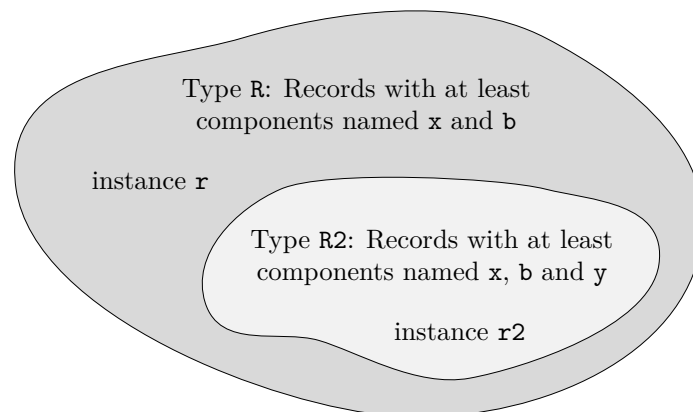 Type R: Records with at least
components named x and b
instance r
Type R2: Records with at least
components named x, b and y
instance r2